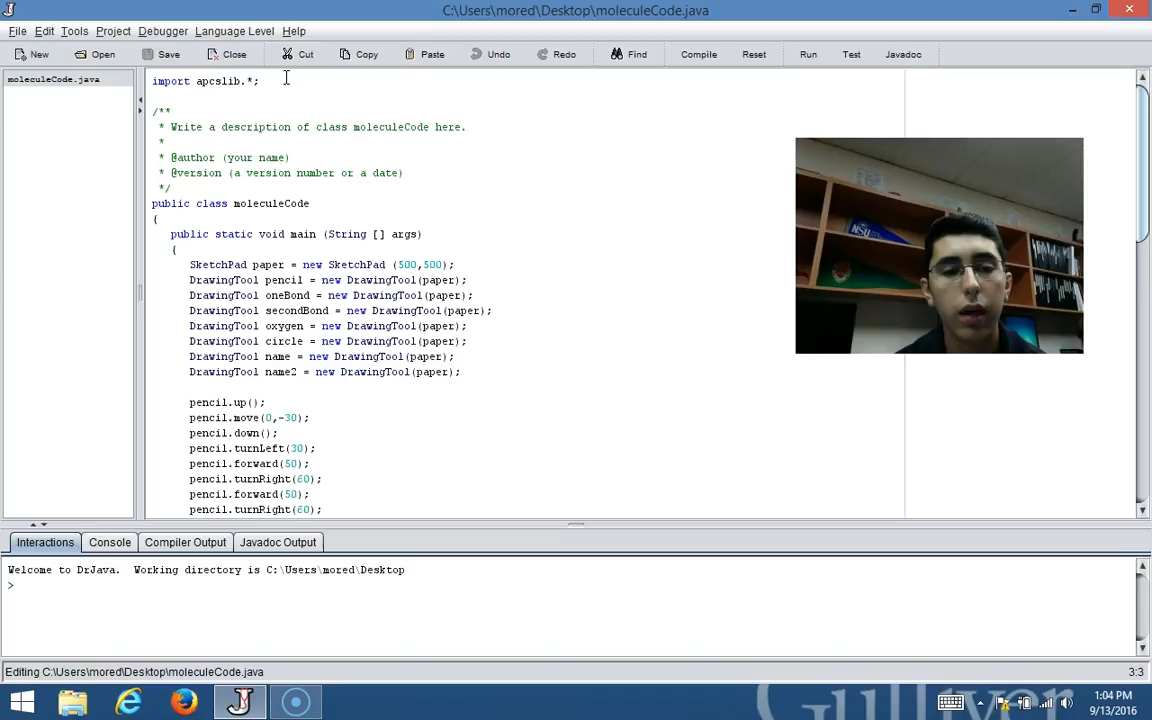 C:\Users\mored\Desktop\moleculeCode.java
File Edit Tools Project Debugger Language Level Help
New Open Save Close Cut Copy Paste Undo Redo Find Compile Reset Run Test Javadoc
moleculeCode.java
import apcslib.*;
/**
* Write a description of class moleculeCode here.
*
* @author (your name)
* @version (a version number or a date)
*/
public class moleculeCode
{
public static void main (String [] args)
{
SketchPad paper = new SketchPad (500,500);
DrawingTool pencil = new DrawingTool(paper);
DrawingTool oneBond = new DrawingTool(paper);
DrawingTool secondBond = new DrawingTool(paper);
DrawingTool oxygen = new DrawingTool(paper);
DrawingTool circle = new DrawingTool(paper);
DrawingTool name = new DrawingTool(paper);
DrawingTool name2 = new DrawingTool(paper);
pencil.up();
pencil.move(0,-30);
pencil.down();
pencil.turnLeft(30);
pencil.forward(50);
pencil.turnRight(60);
pencil.forward(50);
pencil.turnRight(60);
NSU
Interactions Console Compiler Output Javadoc Output
Welcome to DrJava. Working directory is C:\Users\mored\Desktop
>
Editing C:\Users\mored\Desktop\moleculeCode.java
3:3
Gulliver
1:04 PM
9/13/2016